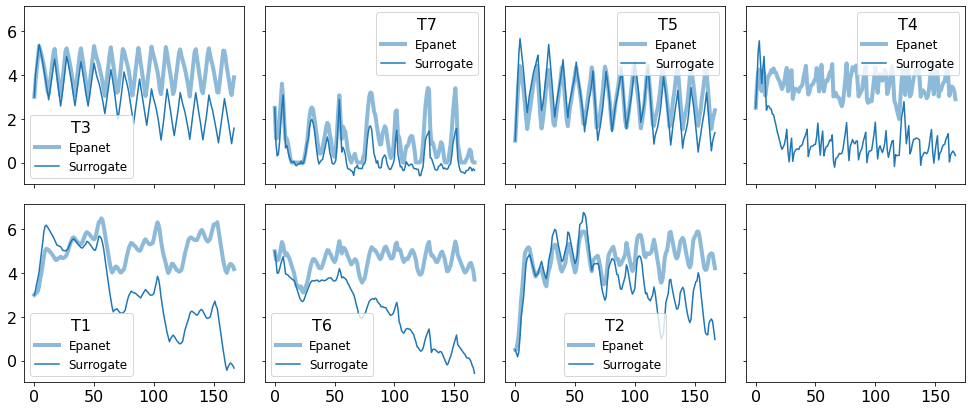 6
4
2
0
T3
Epanet
Surrogate
T7
Epanet
Surrogate
T5
Epanet
Surrogate
T4
Epanet
Surrogate
6
4
2
0
T1
Epanet
Surrogate
T6
Epanet
Surrogate
T2
Epanet
Surrogate
0 50 100 150 0 50 100 150 0 50 100 150 0 50 100 150